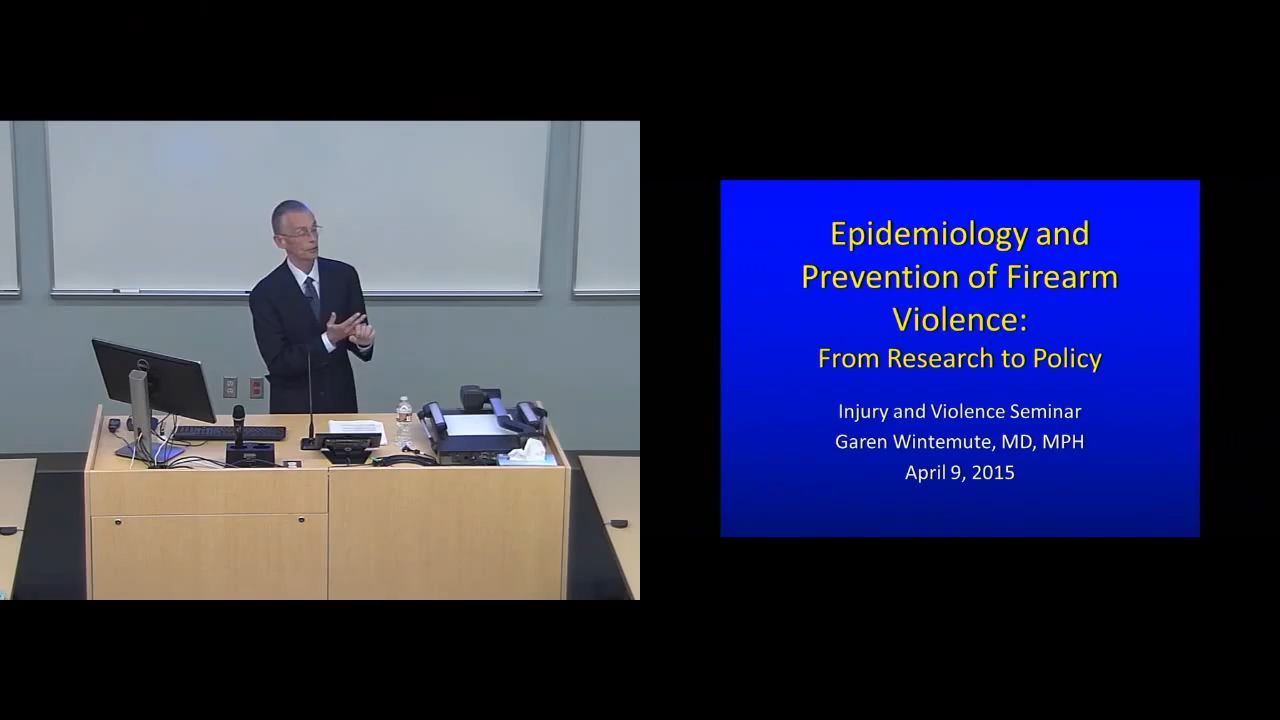 Epidemiology and
Prevention of Firearm
Violence:
From Research to Policy
Injury and Violence Seminar
Garen Wintemute, MD, MPH
April 9, 2015